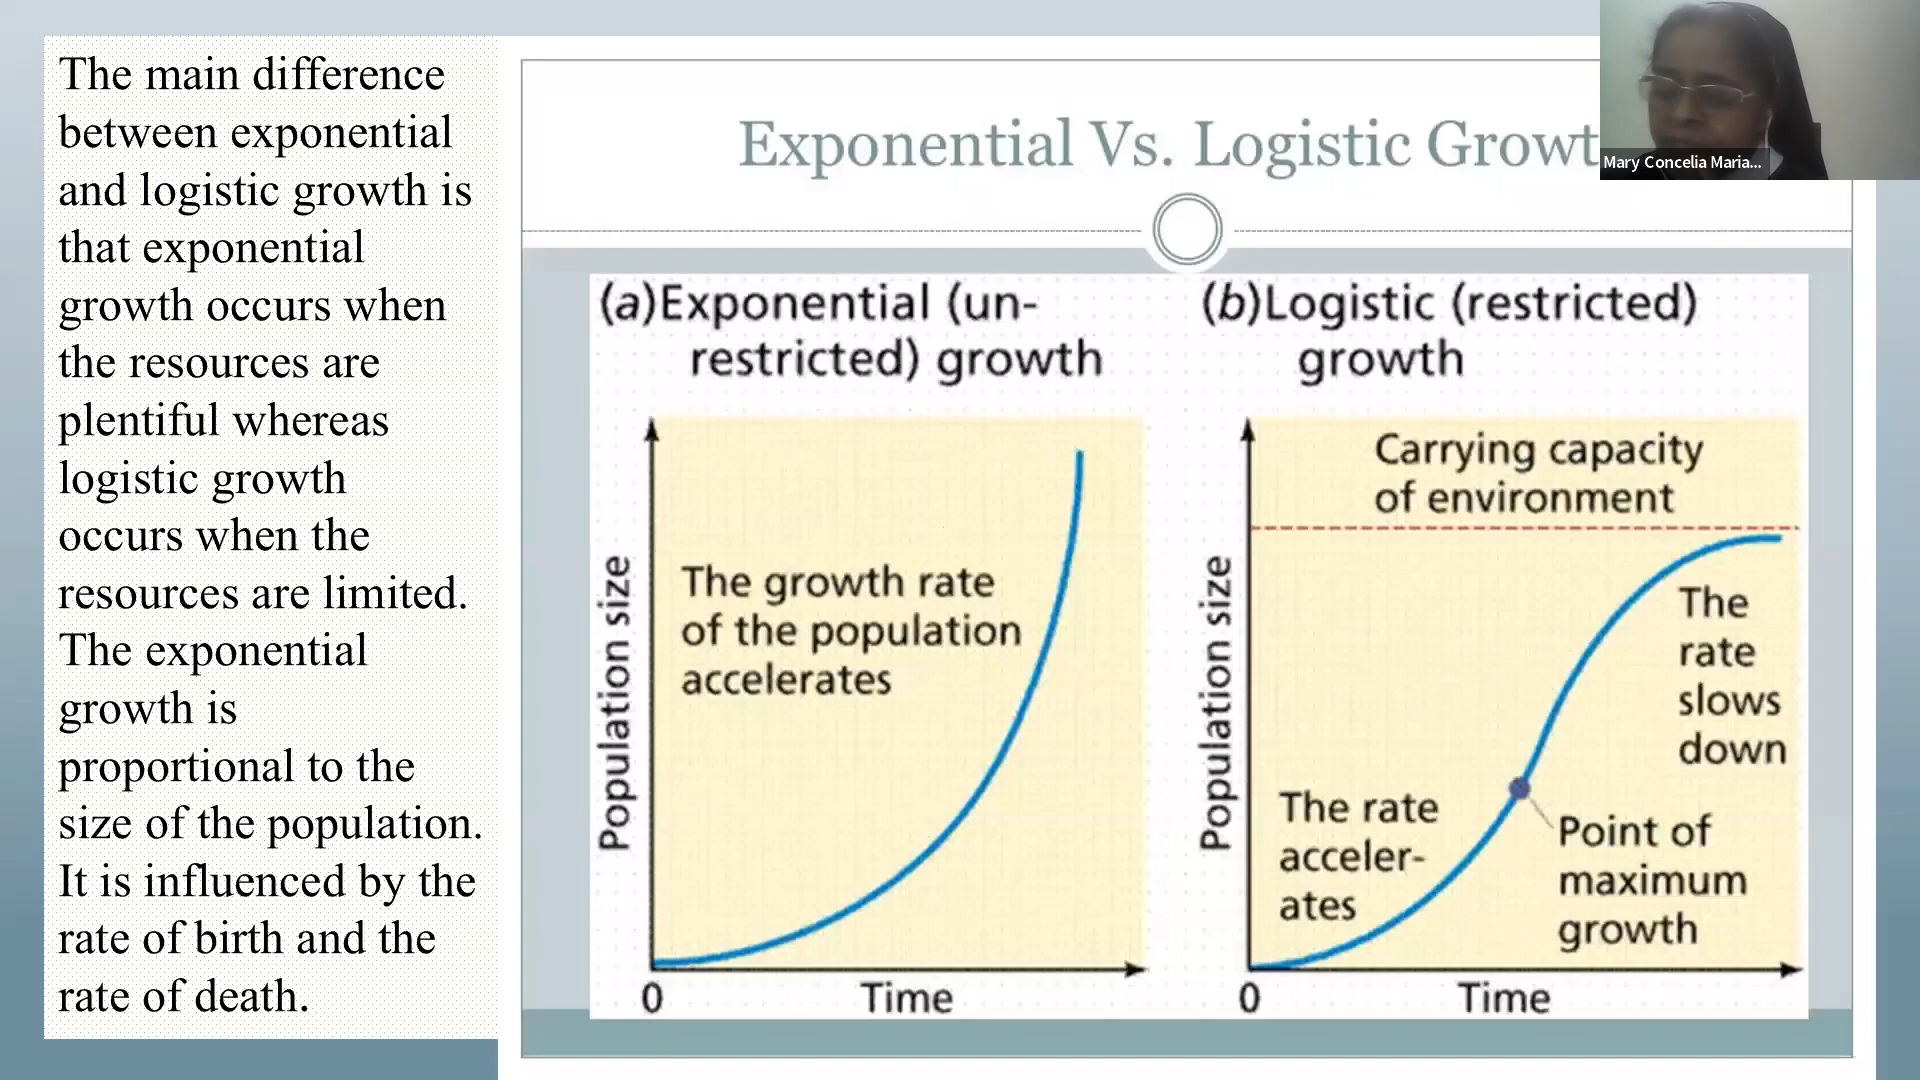 The main difference
between exponential
and logistic growth is
that exponential
growth occurs when
the resources are
plentiful whereas
logistic growth
occurs when the
resources are limited.
The exponential
growth is
proportional to the
size of the population.
It is influenced by the
rate of birth and the
rate of death.
Exponential Vs. Logistic Growt
Mary Concelia Maria...
(a)Exponential (un-
restricted) growth
Population size
The growth rate
of the population
accelerates
0
Time
(b)Logistic (restricted)
growth
Population size
Carrying capacity
of environment
The
rate
slows
down
The rate
acceler-
ates
Point of
maximum
growth
0
Time